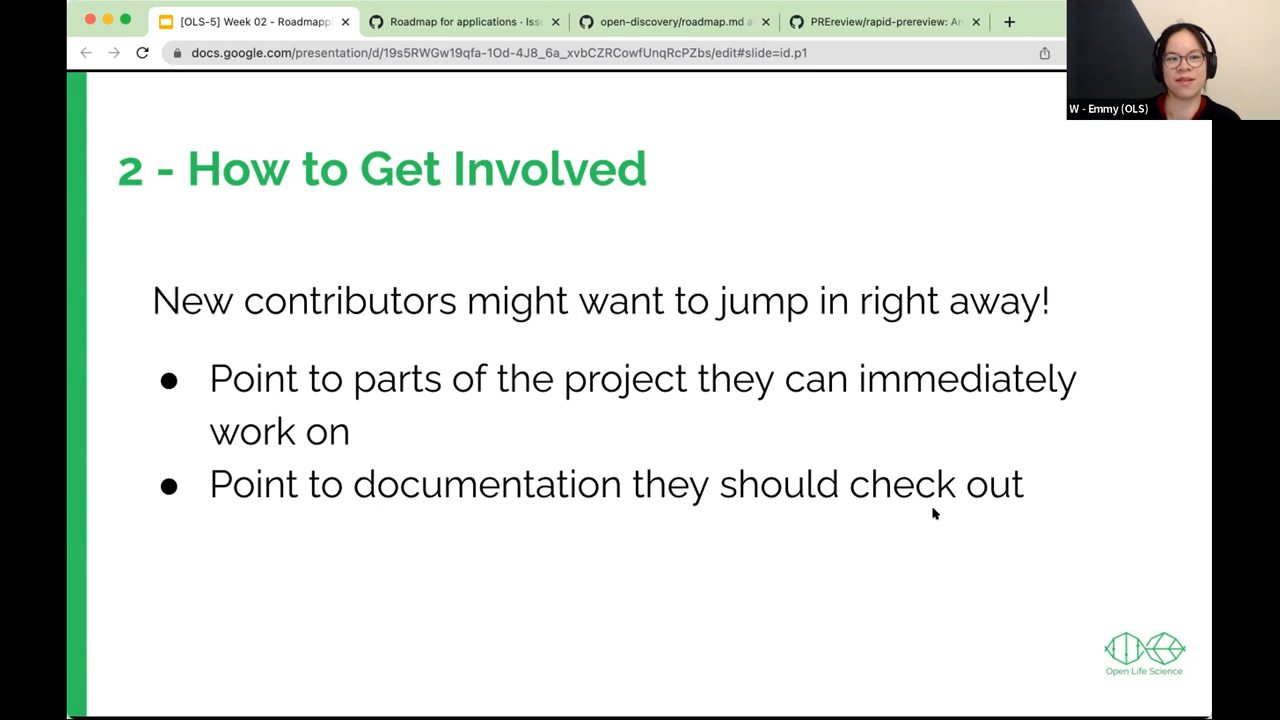 [OLS-5] Week 02 - Roadmapp
Roadmap for applications · Issu
open-discovery/roadmap.md a
PREreview/rapid-prereview: An
docs.google.com/presentation/d/19s5RWGw19qfa-1Od-4J8_6a_xvbCZRCowfUnqRcPZbs/edit#slide=id.p1
W - Emmy (OLS)
2 - How to Get Involved
New contributors might want to jump in right away!
● Point to parts of the project they can immediately
work on
● Point to documentation they should check out
Open Life Science